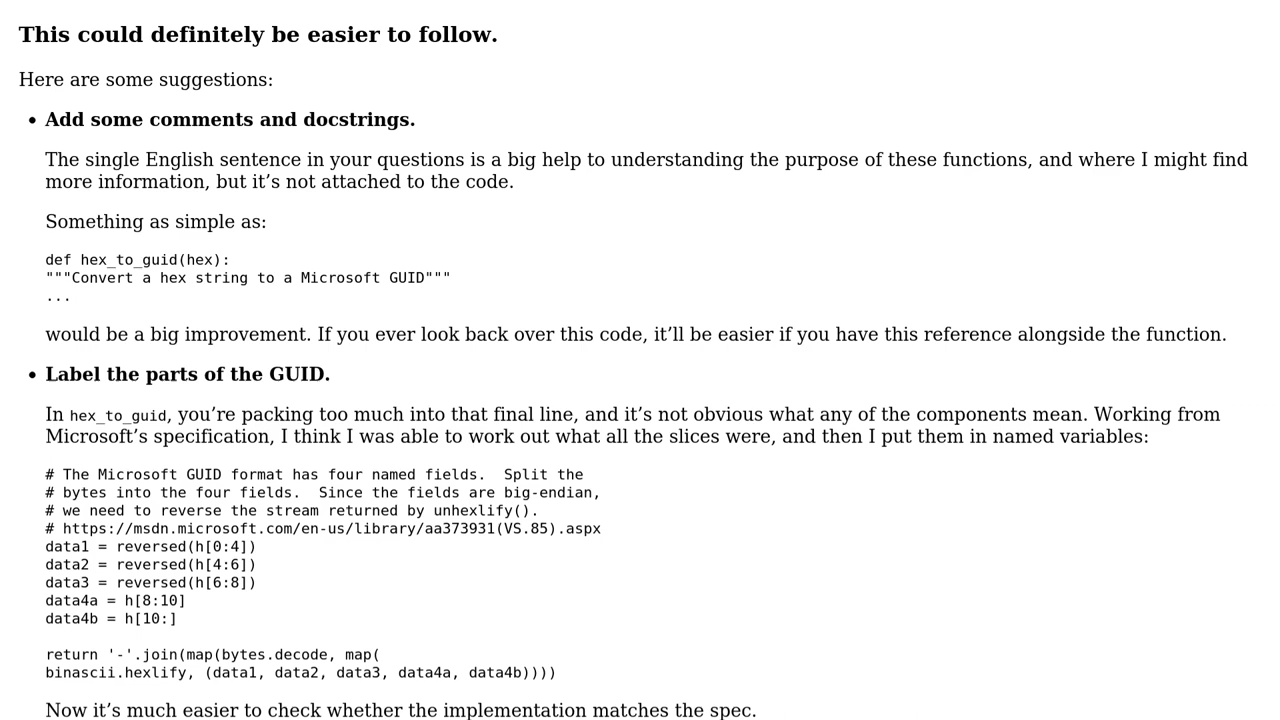 This could definitely be easier to follow.
Here are some suggestions:
• Add some comments and docstrings.
The single English sentence in your questions is a big help to understanding the purpose of these functions, and where I might find
more information, but it’s not attached to the code.
Something as simple as:
def hex_to_guid(hex):
"""Convert a hex string to a Microsoft GUID"""
...
would be a big improvement. If you ever look back over this code, it’ll be easier if you have this reference alongside the function.
• Label the parts of the GUID.
In hex_to_guid, you’re packing too much into that final line, and it’s not obvious what any of the components mean. Working from
Microsoft’s specification, I think I was able to work out what all the slices were, and then I put them in named variables:
# The Microsoft GUID format has four named fields.  Split the
# bytes into the four fields.  Since the fields are big-endian,
# we need to reverse the stream returned by unhexlify().
# https://msdn.microsoft.com/en-us/library/aa373931(VS.85).aspx
data1 = reversed(h[0:4])
data2 = reversed(h[4:6])
data3 = reversed(h[6:8])
data4a = h[8:10]
data4b = h[10:]
return '-'.join(map(bytes.decode, map(
binascii.hexlify, (data1, data2, data3, data4a, data4b))))
Now it’s much easier to check whether the implementation matches the spec.